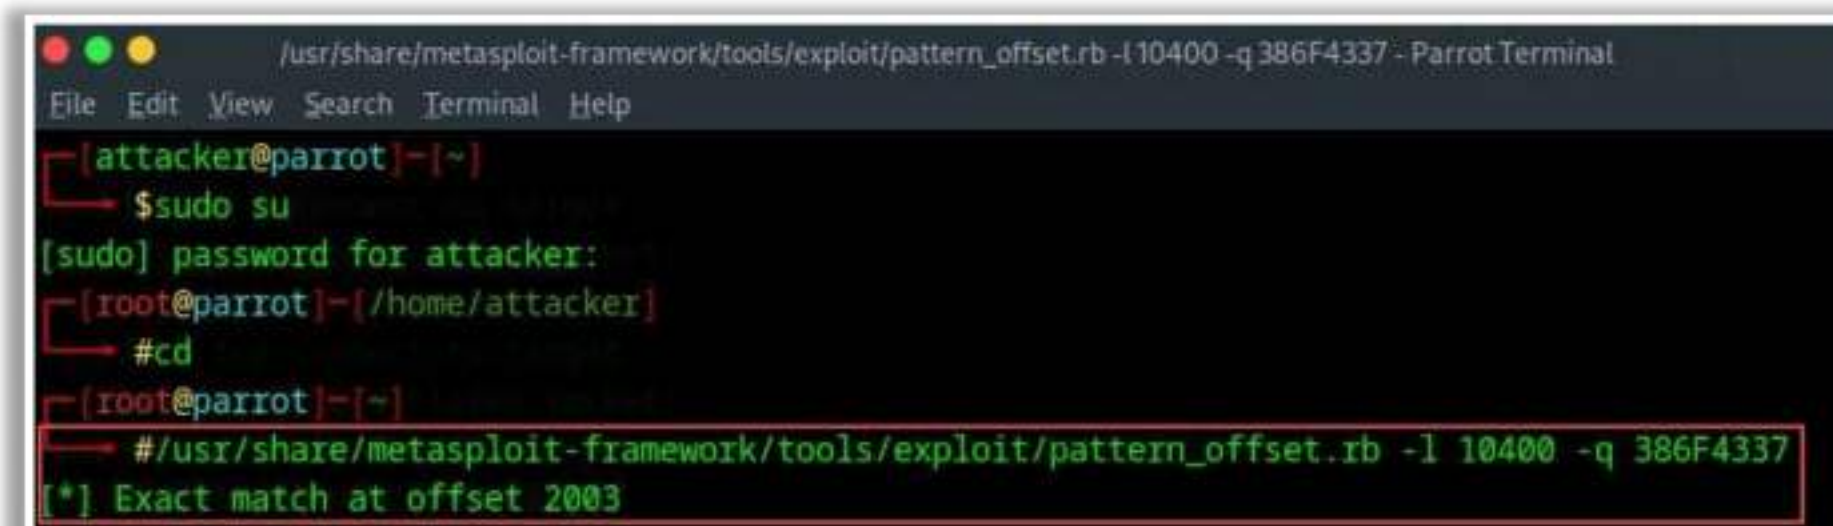 /usr/share/metasploit-framework/tools/exploit/pattern_offset.rb -l 10400 -q 386F4337 - Parrot Terminal
File Edit View Search Terminal Help
[attacker@parrot]-[~]
$sudo su
[sudo] password for attacker:
[root@parrot]-[/home/attacker]
#cd
[root@parrot]-[~]
#/usr/share/metasploit-framework/tools/exploit/pattern_offset.rb -l 10400 -q 386F4337
[*] Exact match at offset 2003